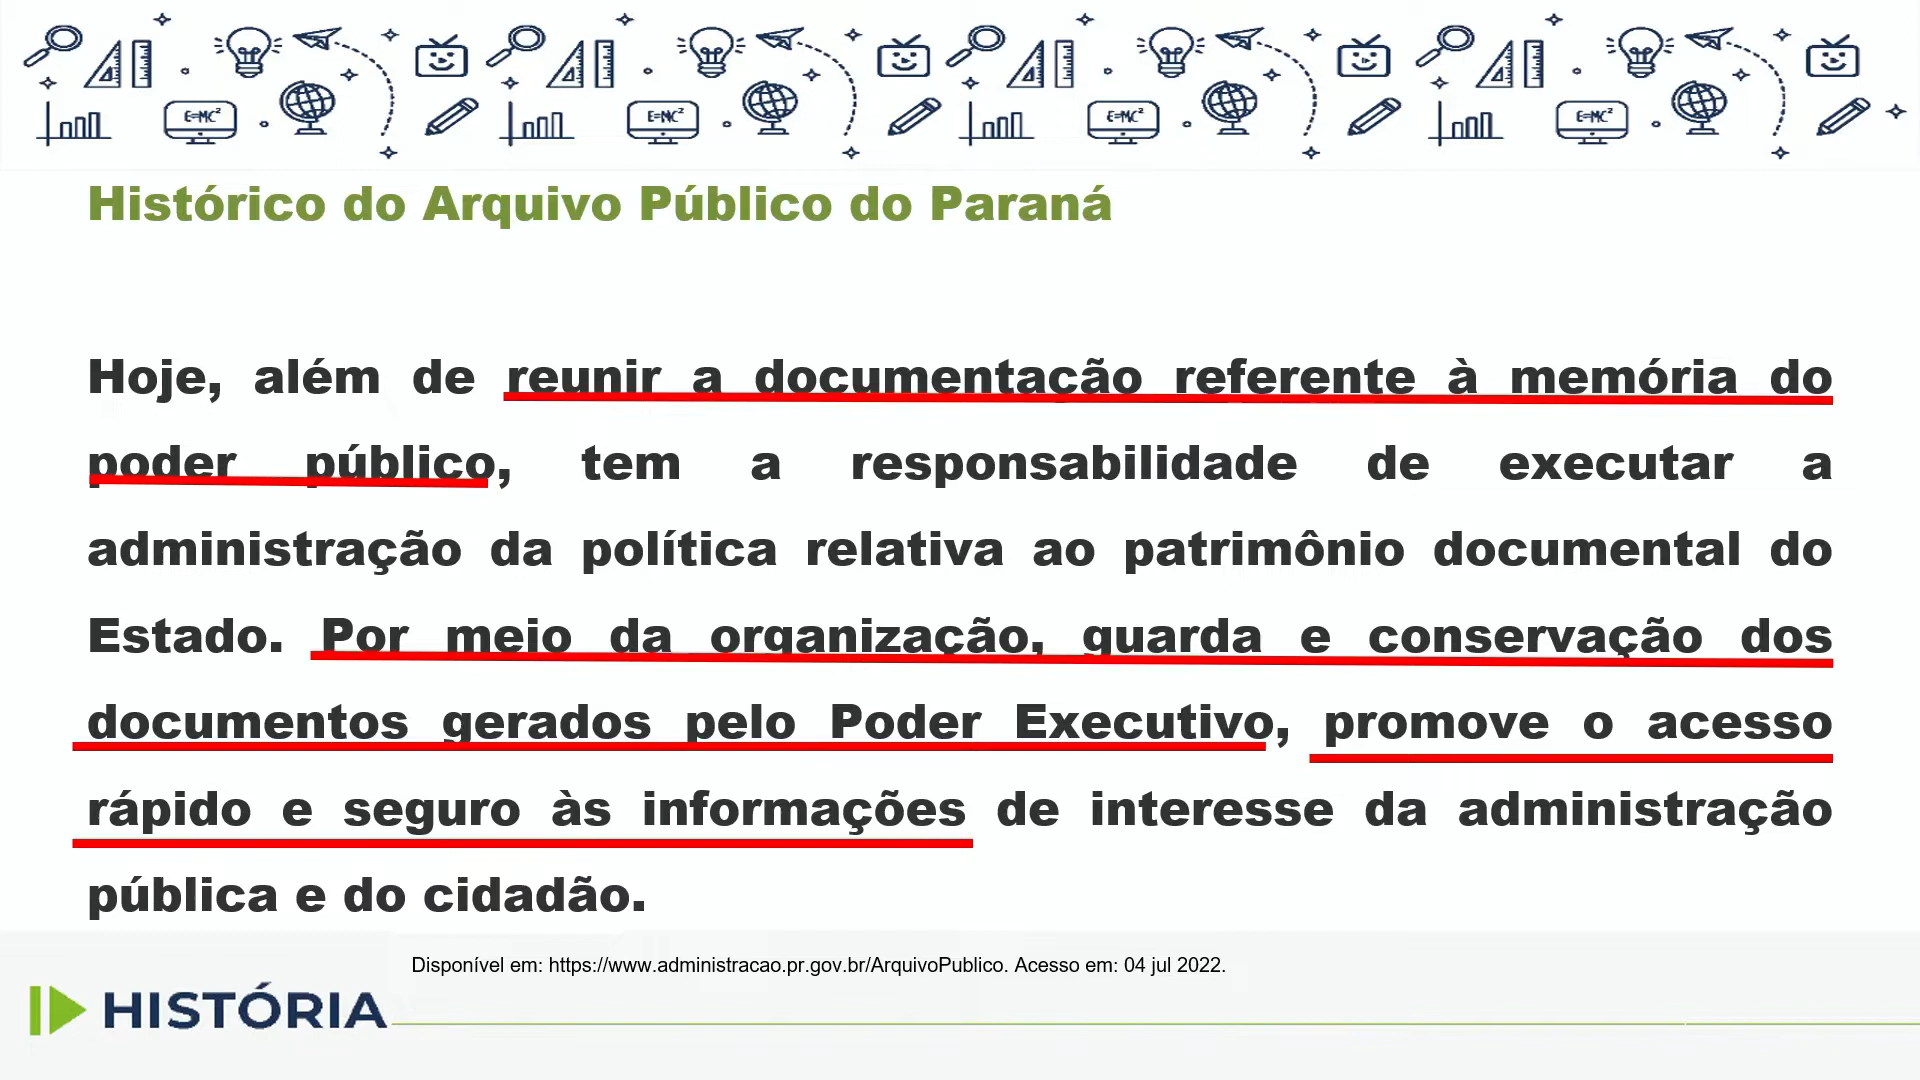 E=MC² E=MC² E=MC² E=MC²
Histórico do Arquivo Público do Paraná
Hoje, além de reunir a documentação referente à memória do
poder público, tem a responsabilidade de executar a
administração da política relativa ao patrimônio documental do
Estado. Por meio da organização, guarda e conservação dos
documentos gerados pelo Poder Executivo, promove o acesso
rápido e seguro às informações de interesse da administração
pública e do cidadão.
Disponível em: https://www.administracao.pr.gov.br/ArquivoPublico. Acesso em: 04 jul 2022.
HISTÓRIA